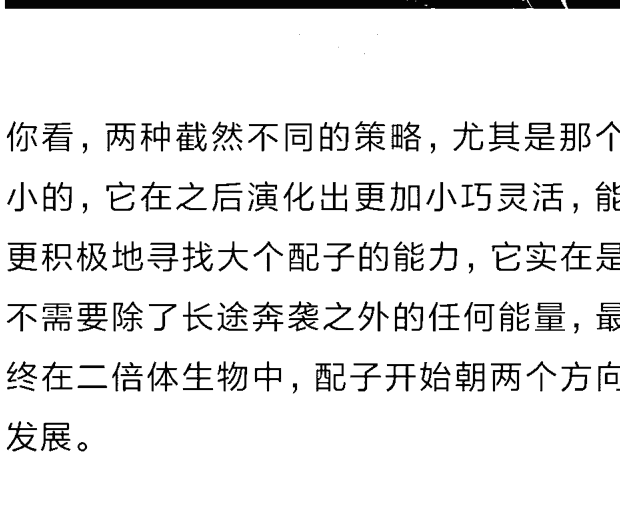 你看，两种截然不同的策略，尤其是那个
小的，它在之后演化出更加小巧灵活，能
更积极地寻找大个配子的能力，它实在是
不需要除了长途奔袭之外的任何能量，最
终在二倍体生物中，配子开始朝两个方向
发展。